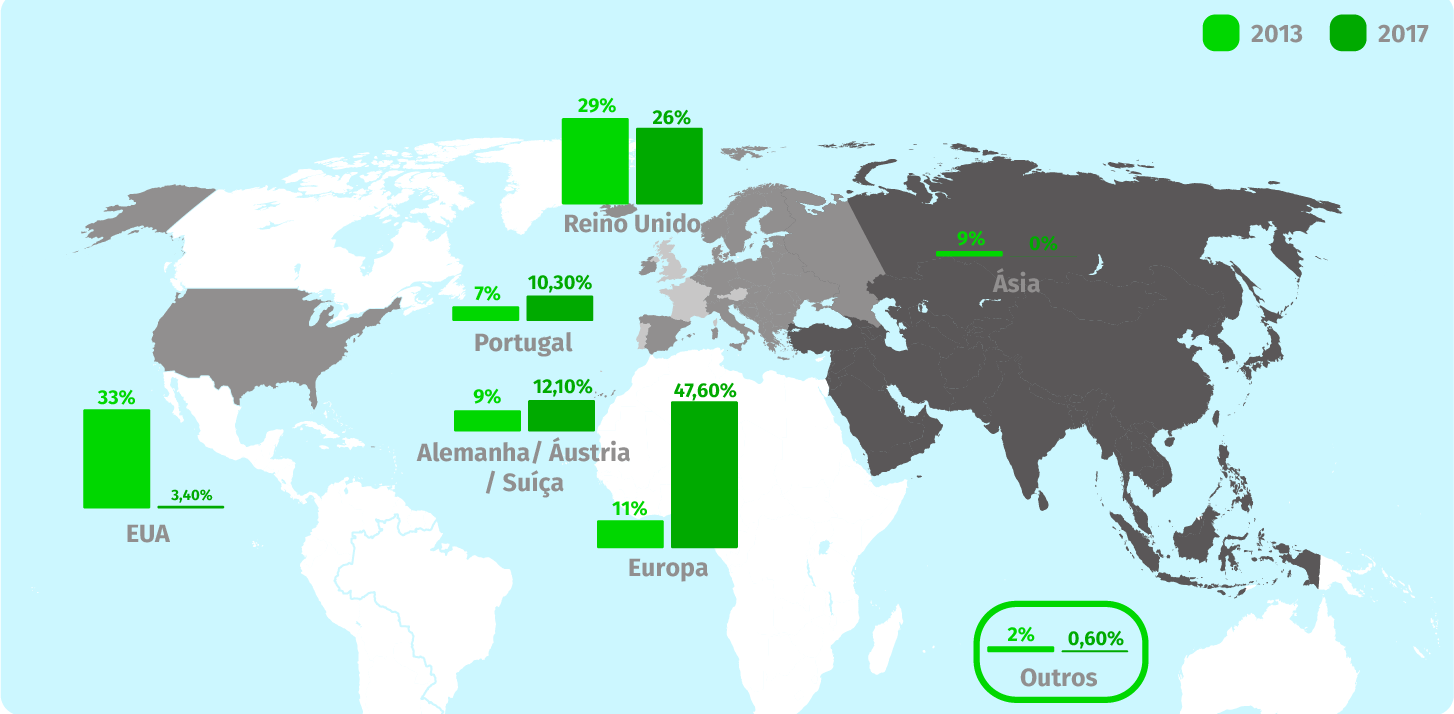 2013
2017
29%
26%
Reino Unido
9%
0%
Ásia
7%
10,30%
Portugal
33%
3,40%
EUA
9%
12,10%
Alemanha/ Áustria
/ Suíça
11%
47,60%
Europa
2%
0,60%
Outros